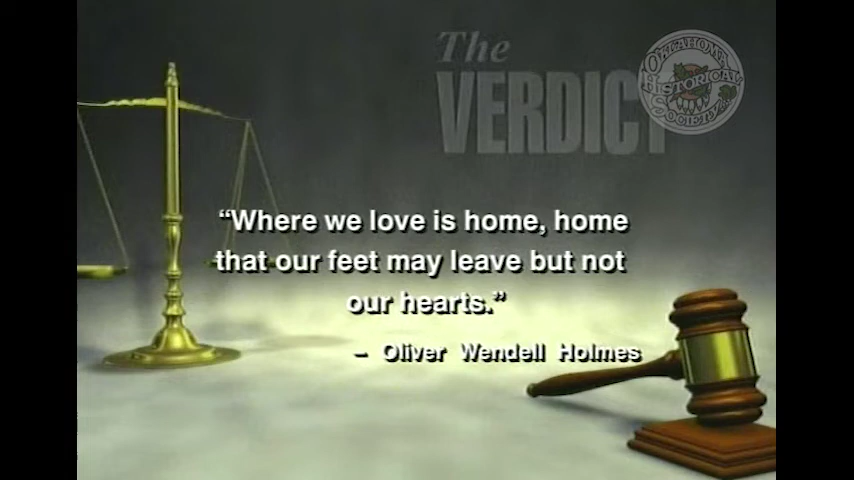 The
VERDICT
OKLAHOMA
HISTORICAL
SOCIETY
“Where we love is home, home
that our feet may leave but not
our hearts.”
– Oliver Wendell Holmes